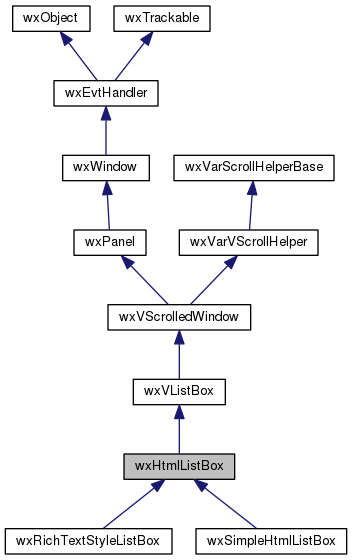 wxObject
wxTrackable
wxEvtHandler
wxWindow
wxVarScrollHelperBase
wxPanel
wxVarVScrollHelper
wxVScrolledWindow
wxVListBox
wxHtmlListBox
wxRichTextStyleListBox
wxSimpleHtmlListBox